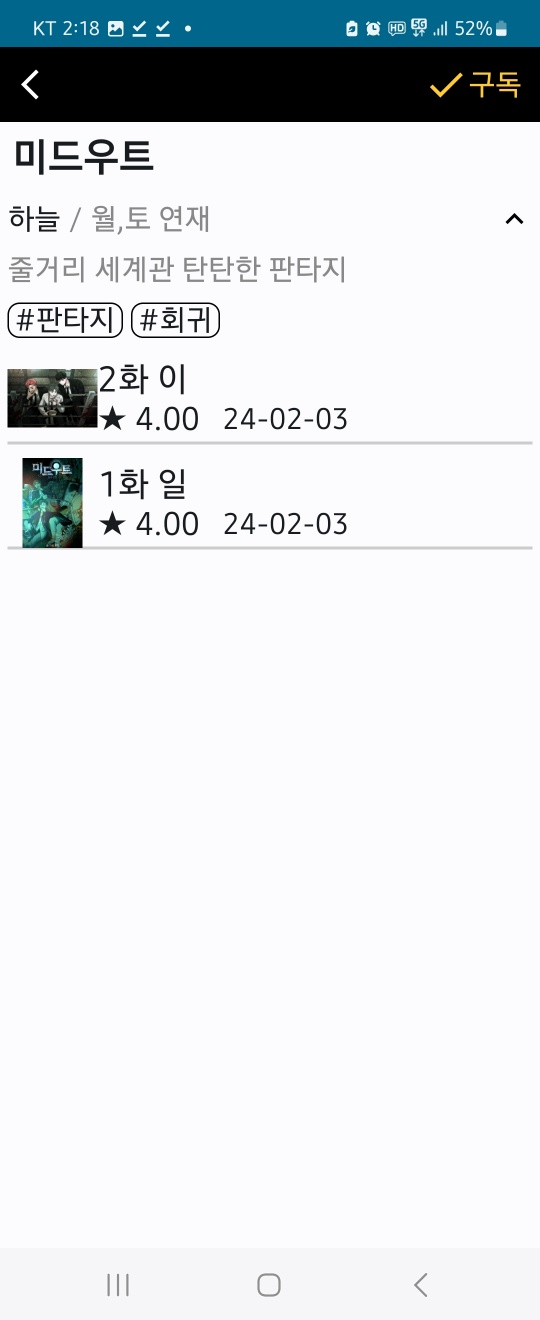 KT 2:18 HD 5G 52%
구독
미드우트
하늘 / 월,토 연재
줄거리 세계관 탄탄한 판타지
#판타지 #회귀
2화 이
★ 4.00 24-02-03
미드우트
1화 일
★ 4.00 24-02-03